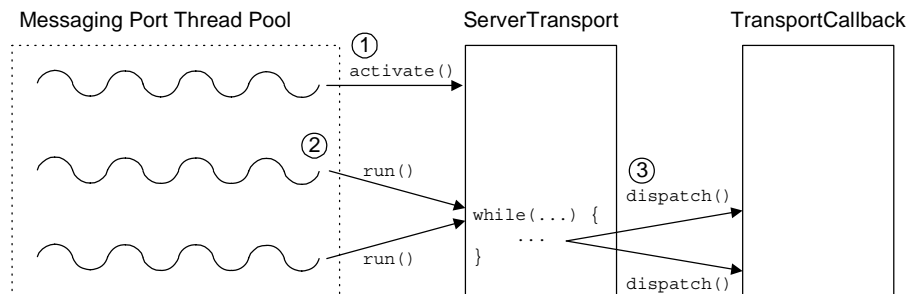 Messaging Port Thread Pool
ServerTransport
TransportCallback
1
activate()
2
run()
3
dispatch()
while(...) {
...
}
run()
dispatch()